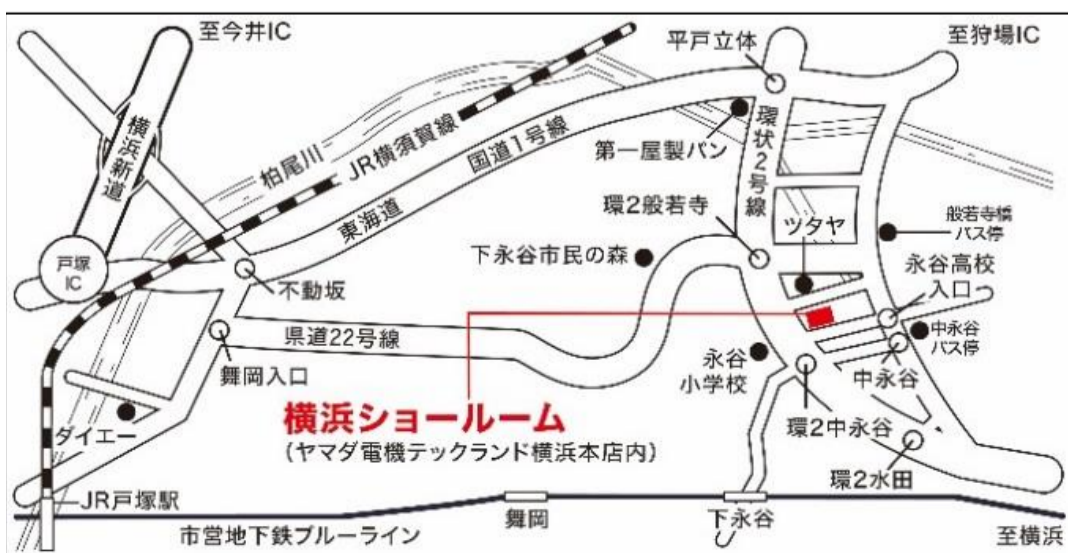 至今井IC
平戸立体
至狩場IC
横浜新道
柏尾川
JR横須賀線
国道1号線
第一屋製パン
環状2号線
東海道
環2般若寺
ツタヤ
般若寺橋
バス停
下永谷市民の森
戸塚
IC
不動坂
永谷高校
入口
県道22号線
中永谷
バス停
舞岡入口
永谷
小学校
中永谷
横浜ショールーム
(ヤマダ電機テックランド横浜本店内)
ダイエー
環2中永谷
環2水田
JR戸塚駅
市営地下鉄ブルーライン
舞岡
下永谷
至横浜